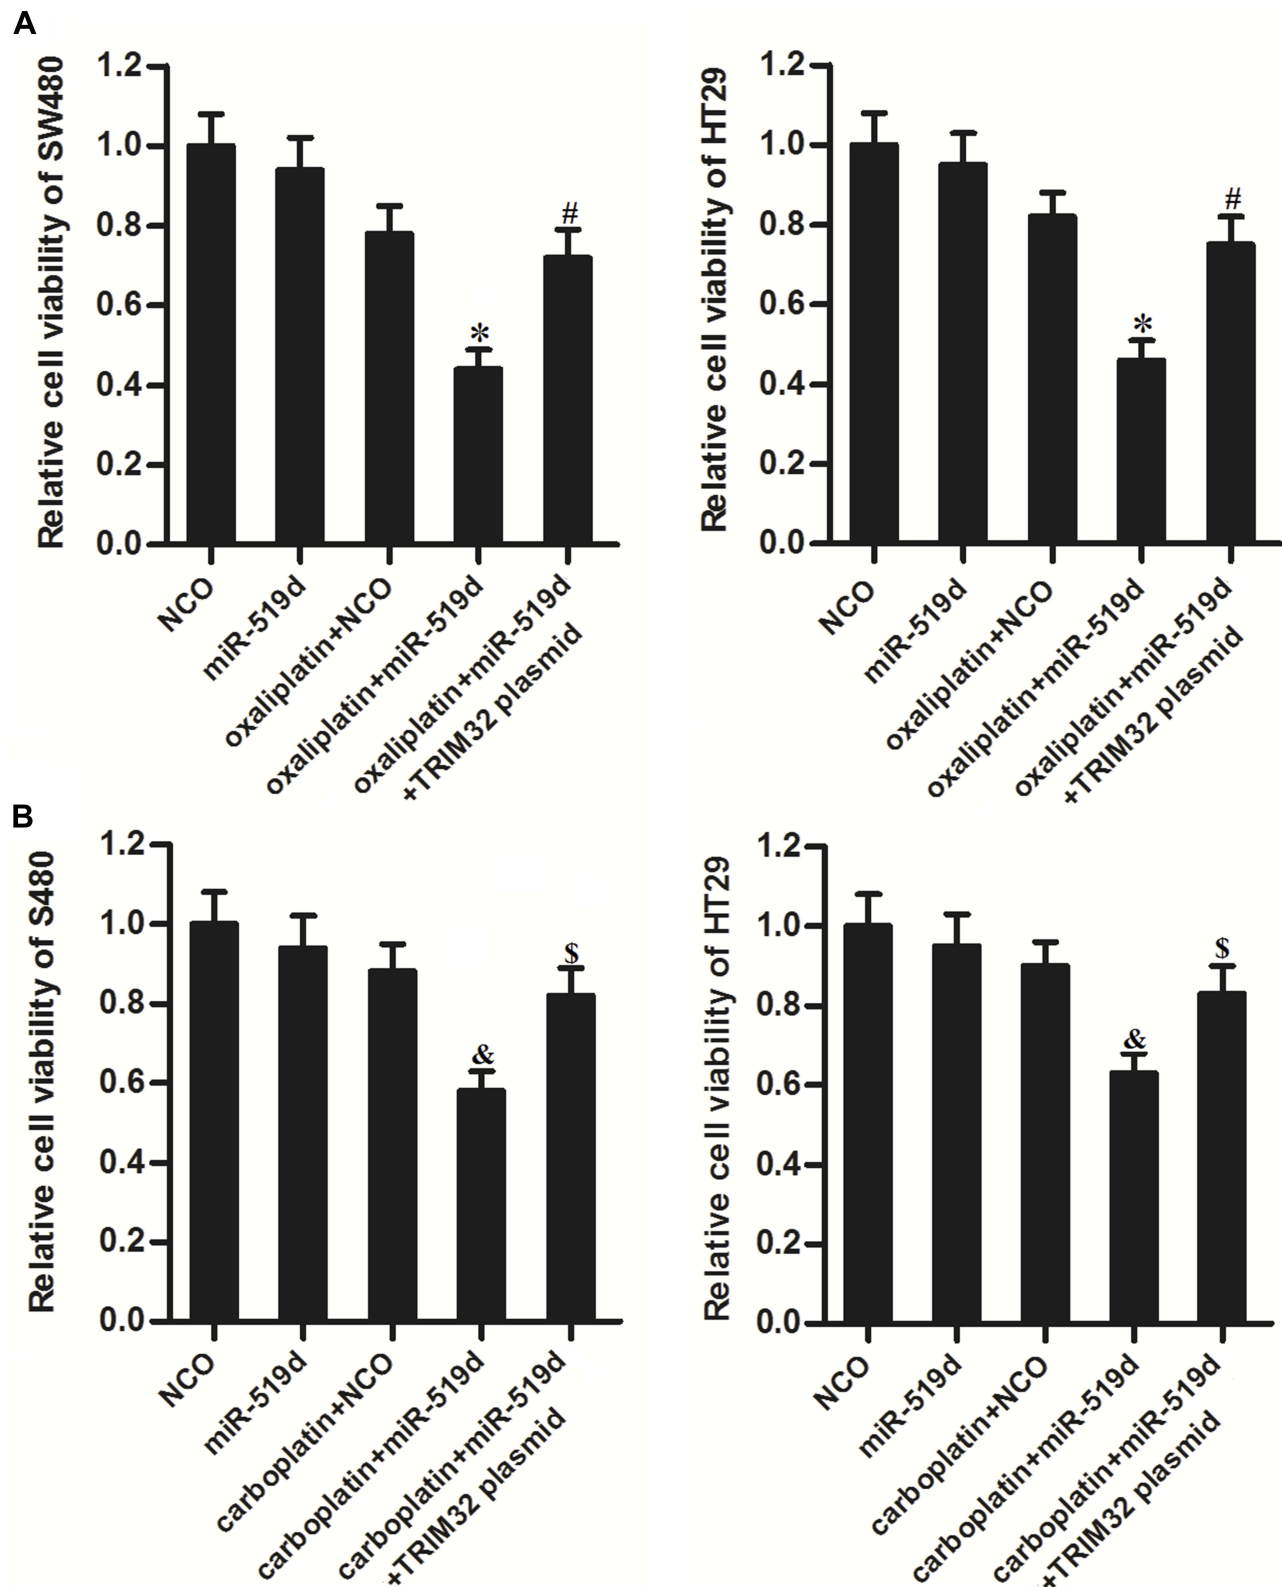 A
Relative cell viability of SW480
1.2
1.0
0.8
0.6
0.4
0.2
0.0
*
#
NCO
miR-519d
oxaliplatin+NCO
oxaliplatin+miR-519d
oxaliplatin+miR-519d
+TRIM32 plasmid
Relative cell viability of HT29
1.2
1.0
0.8
0.6
0.4
0.2
0.0
*
#
NCO
miR-519d
oxaliplatin+NCO
oxaliplatin+miR-519d
oxaliplatin+miR-519d
+TRIM32 plasmid
B
Relative cell viability of S480
1.2
1.0
0.8
0.6
0.4
0.2
0.0
&
$
NCO
miR-519d
carboplatin+NCO
carboplatin+miR-519d
carboplatin+miR-519d
+TRIM32 plasmid
Relative cell viability of HT29
1.2
1.0
0.8
0.6
0.4
0.2
0.0
&
$
NCO
miR-519d
carboplatin+NCO
carboplatin+miR-519d
carboplatin+miR-519d
+TRIM32 plasmid